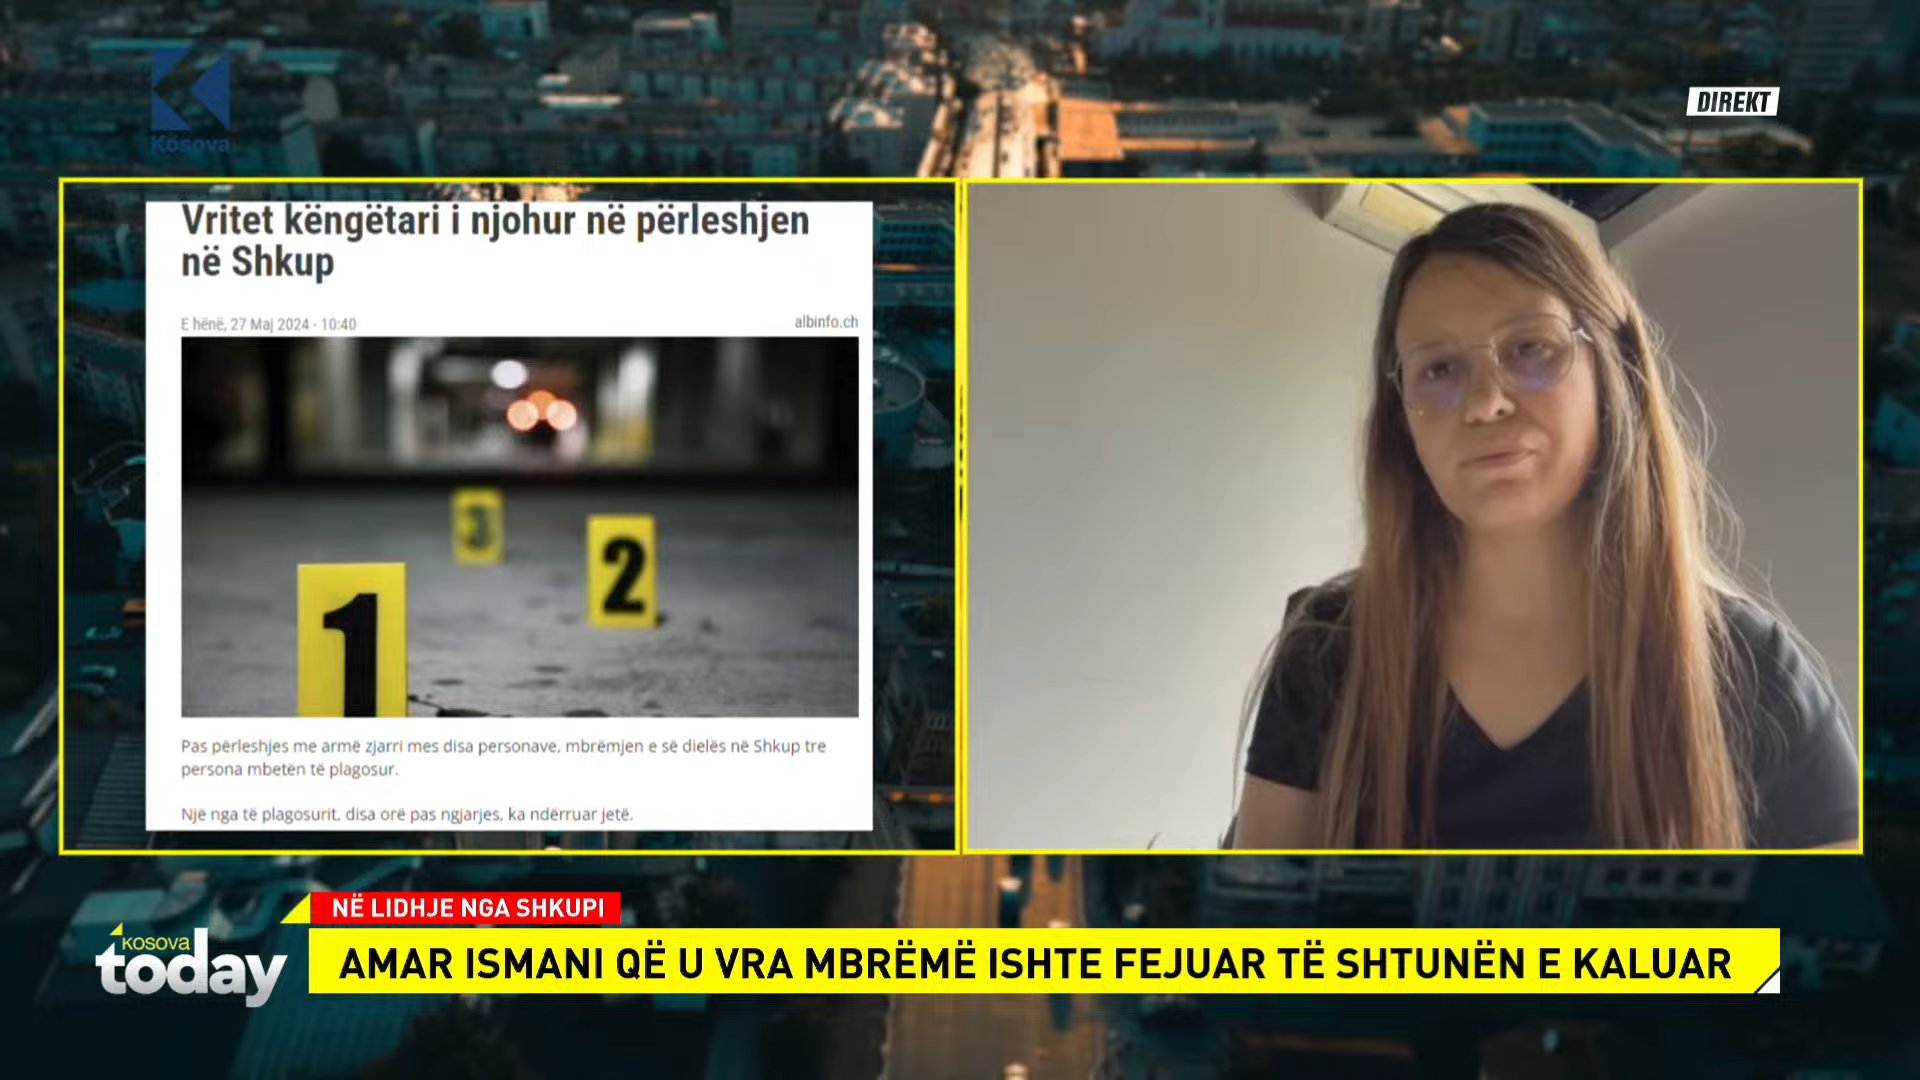 Kosova
DIREKT
Vritet këngëtari i njohur në përleshjen
në Shkup
E hënë, 27 Maj 2024 - 10:40
albinfo.ch
3
2
1
Pas përleshjes me armë zjarri mes disa personave, mbrëmjen e së dielës në Shkup tre
persona mbetën të plagosur.
Një nga të plagosurit, disa orë pas ngjarjes, ka ndërruar jetë.
NË LIDHJE NGA SHKUPI
kosova
today
AMAR ISMANI QË U VRA MBRËMË ISHTE FEJUAR TË SHTUNËN E KALUAR